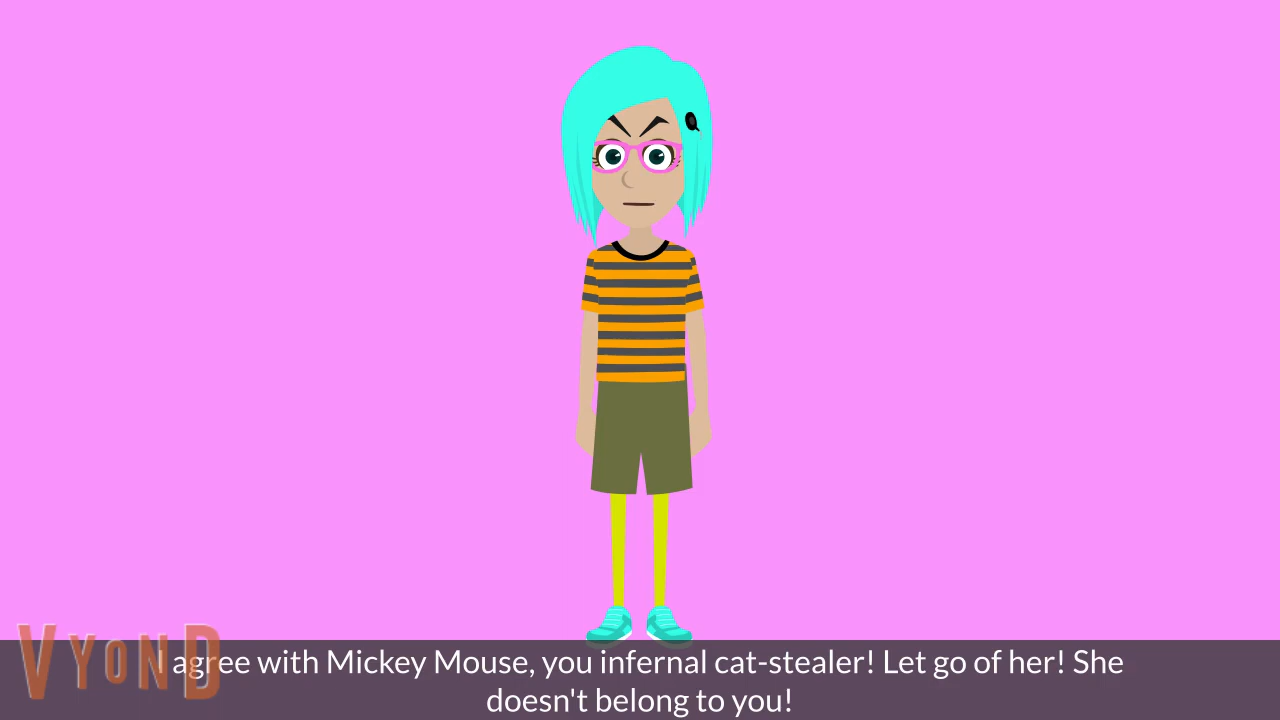 I agree with Mickey Mouse, you infernal cat-stealer! Let go of her! She
doesn't belong to you!
VYOND